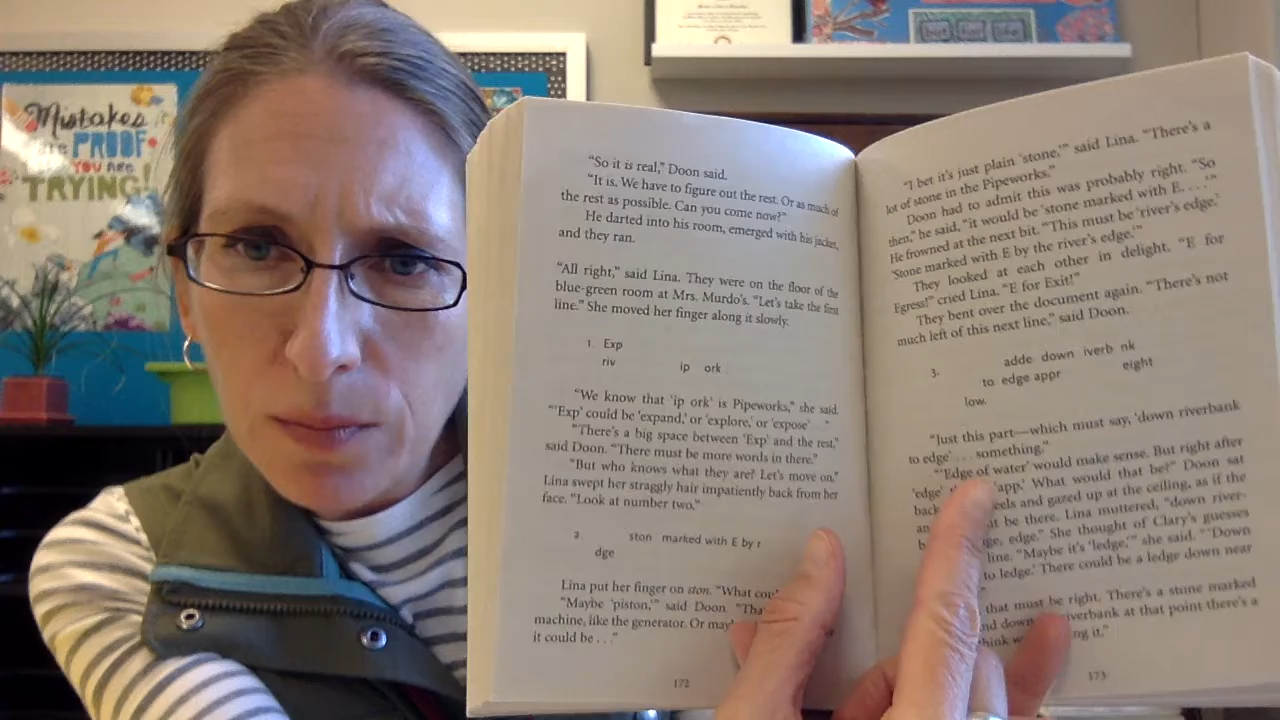 Mistakes
PROOF
YOU ARE
TRYING!
but fun like
"So it is real," Doon said.
"It is. We have to figure out the rest. Or as much of
the rest as possible. Can you come now?"
He darted into his room, emerged with his jacket,
and they ran.
"All right," said Lina. They were on the floor of the
blue-green room at Mrs. Murdo's. "Let's take the first
line." She moved her finger along it slowly.
1. Exp
riv ip ork
"We know that 'ip ork' is Pipeworks," she said.
"'Exp' could be 'expand,' or 'explore,' or 'expose'
"There's a big space between 'Exp' and the rest,"
said Doon. "There must be more words in there."
"But who knows what they are? Let's move on,"
Lina swept her straggly hair impatiently back from her
face. "Look at number two."
2. ston marked with E by r
dge
Lina put her finger on ston. "What
"Maybe 'piston,'" said Doon.
machine, like the generator. Or
it could be . . ."
172
"I bet it's just plain 'stone,'" said Lina. "There's a
lot of stone in the Pipeworks."
Doon had to admit this was probably right. "So
then," he said, "it would be 'stone marked with E. . . .'"
He frowned at the next bit. "This must be 'river's edge.'
'Stone marked with E by the river's edge.'"
They looked at each other in delight. "E for
Egress!" cried Lina. "E for Exit!"
They bent over the document again. "There's not
much left of this next line," said Doon.
3. adde down iverb nk
to edge appr eight
low.
"Just this part—which must say, 'down riverbank
to edge' . . . something."
"'Edge of water' would make sense. But right after
'edge' 'app.' What would that be?" Doon sat
back and gazed up at the ceiling, as if the
be there. Lina muttered, "down river-
edge." She thought of Clary's guesses
line. "Maybe it's 'ledge,'" she said. "'Down
to ledge.' There could be a ledge down near
that must be right. There's a stone marked
down riverbank at that point there's a
it."
173